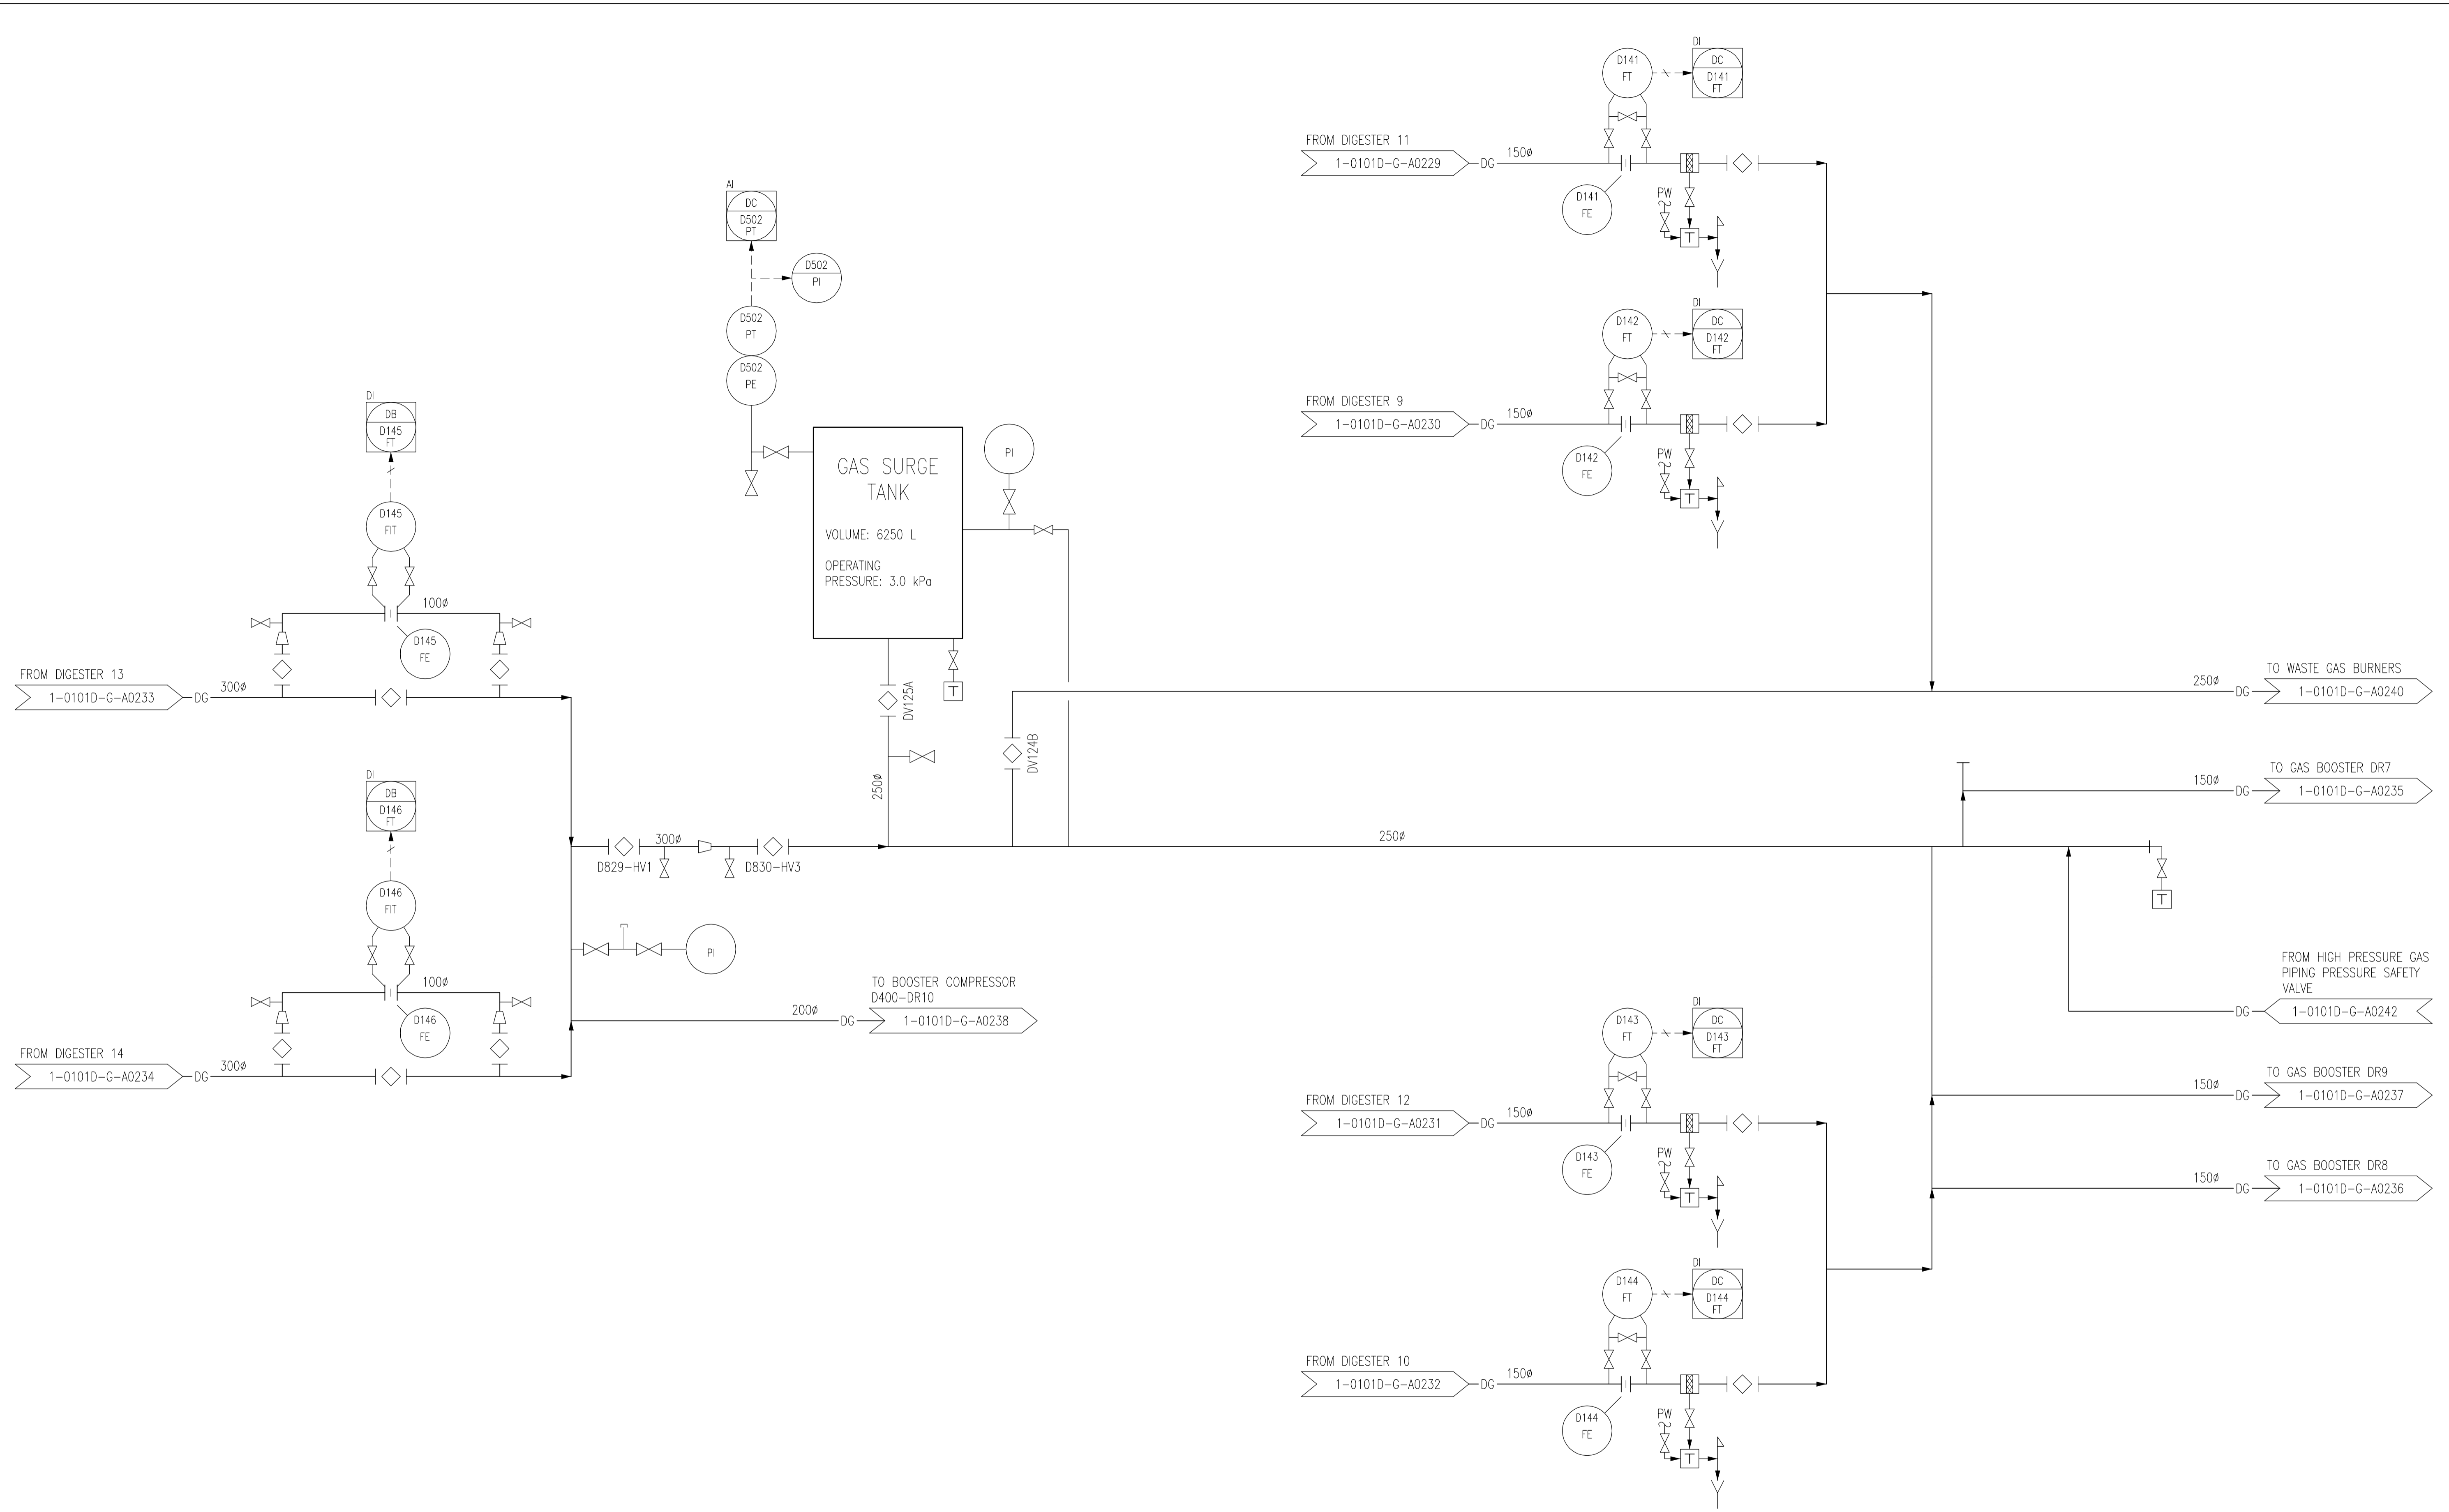 DI
DC
D141
FT
D141
FT
FROM DIGESTER 11
1-0101D-G-A0229
DG
150ø
D141
FE
PW
T
AI
DC
D502
PT
D502
PI
D502
PT
D502
PE
DI
DC
D142
FT
D142
FT
FROM DIGESTER 9
1-0101D-G-A0230
DG
150ø
D142
FE
PW
T
GAS SURGE
TANK
VOLUME: 6250 L
OPERATING
PRESSURE: 3.0 kPa
PI
T
DV125A
250ø
DV124B
DI
DB
D145
FT
D145
FIT
100ø
D145
FE
FROM DIGESTER 13
1-0101D-G-A0233
DG
300ø
DI
DB
D146
FT
D146
FIT
100ø
D146
FE
FROM DIGESTER 14
1-0101D-G-A0234
DG
300ø
D829-HV1
300ø
D830-HV3
PI
TO BOOSTER COMPRESSOR
D400-DR10
200ø
DG
1-0101D-G-A0238
250ø
TO WASTE GAS BURNERS
250ø
DG
1-0101D-G-A0240
TO GAS BOOSTER DR7
150ø
DG
1-0101D-G-A0235
T
FROM HIGH PRESSURE GAS
PIPING PRESSURE SAFETY
VALVE
DG
1-0101D-G-A0242
TO GAS BOOSTER DR9
150ø
DG
1-0101D-G-A0237
TO GAS BOOSTER DR8
150ø
DG
1-0101D-G-A0236
DI
DC
D143
FT
D143
FT
FROM DIGESTER 12
1-0101D-G-A0231
DG
150ø
D143
FE
PW
T
DI
DC
D144
FT
D144
FT
FROM DIGESTER 10
1-0101D-G-A0232
DG
150ø
D144
FE
PW
T